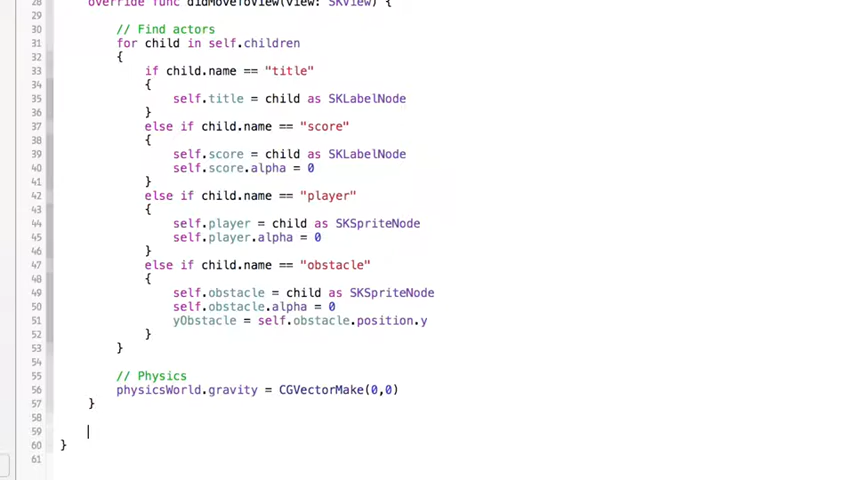 28 override func didMoveToView(view: SKView) {
29
30 // Find actors
31 for child in self.children
32 {
33 if child.name == "title"
34 {
35 self.title = child as SKLabelNode
36 }
37 else if child.name == "score"
38 {
39 self.score = child as SKLabelNode
40 self.score.alpha = 0
41 }
42 else if child.name == "player"
43 {
44 self.player = child as SKSpriteNode
45 self.player.alpha = 0
46 }
47 else if child.name == "obstacle"
48 {
49 self.obstacle = child as SKSpriteNode
50 self.obstacle.alpha = 0
51 yObstacle = self.obstacle.position.y
52 }
53 }
54
55 // Physics
56 physicsWorld.gravity = CGVectorMake(0,0)
57 }
58
59
60 }
61